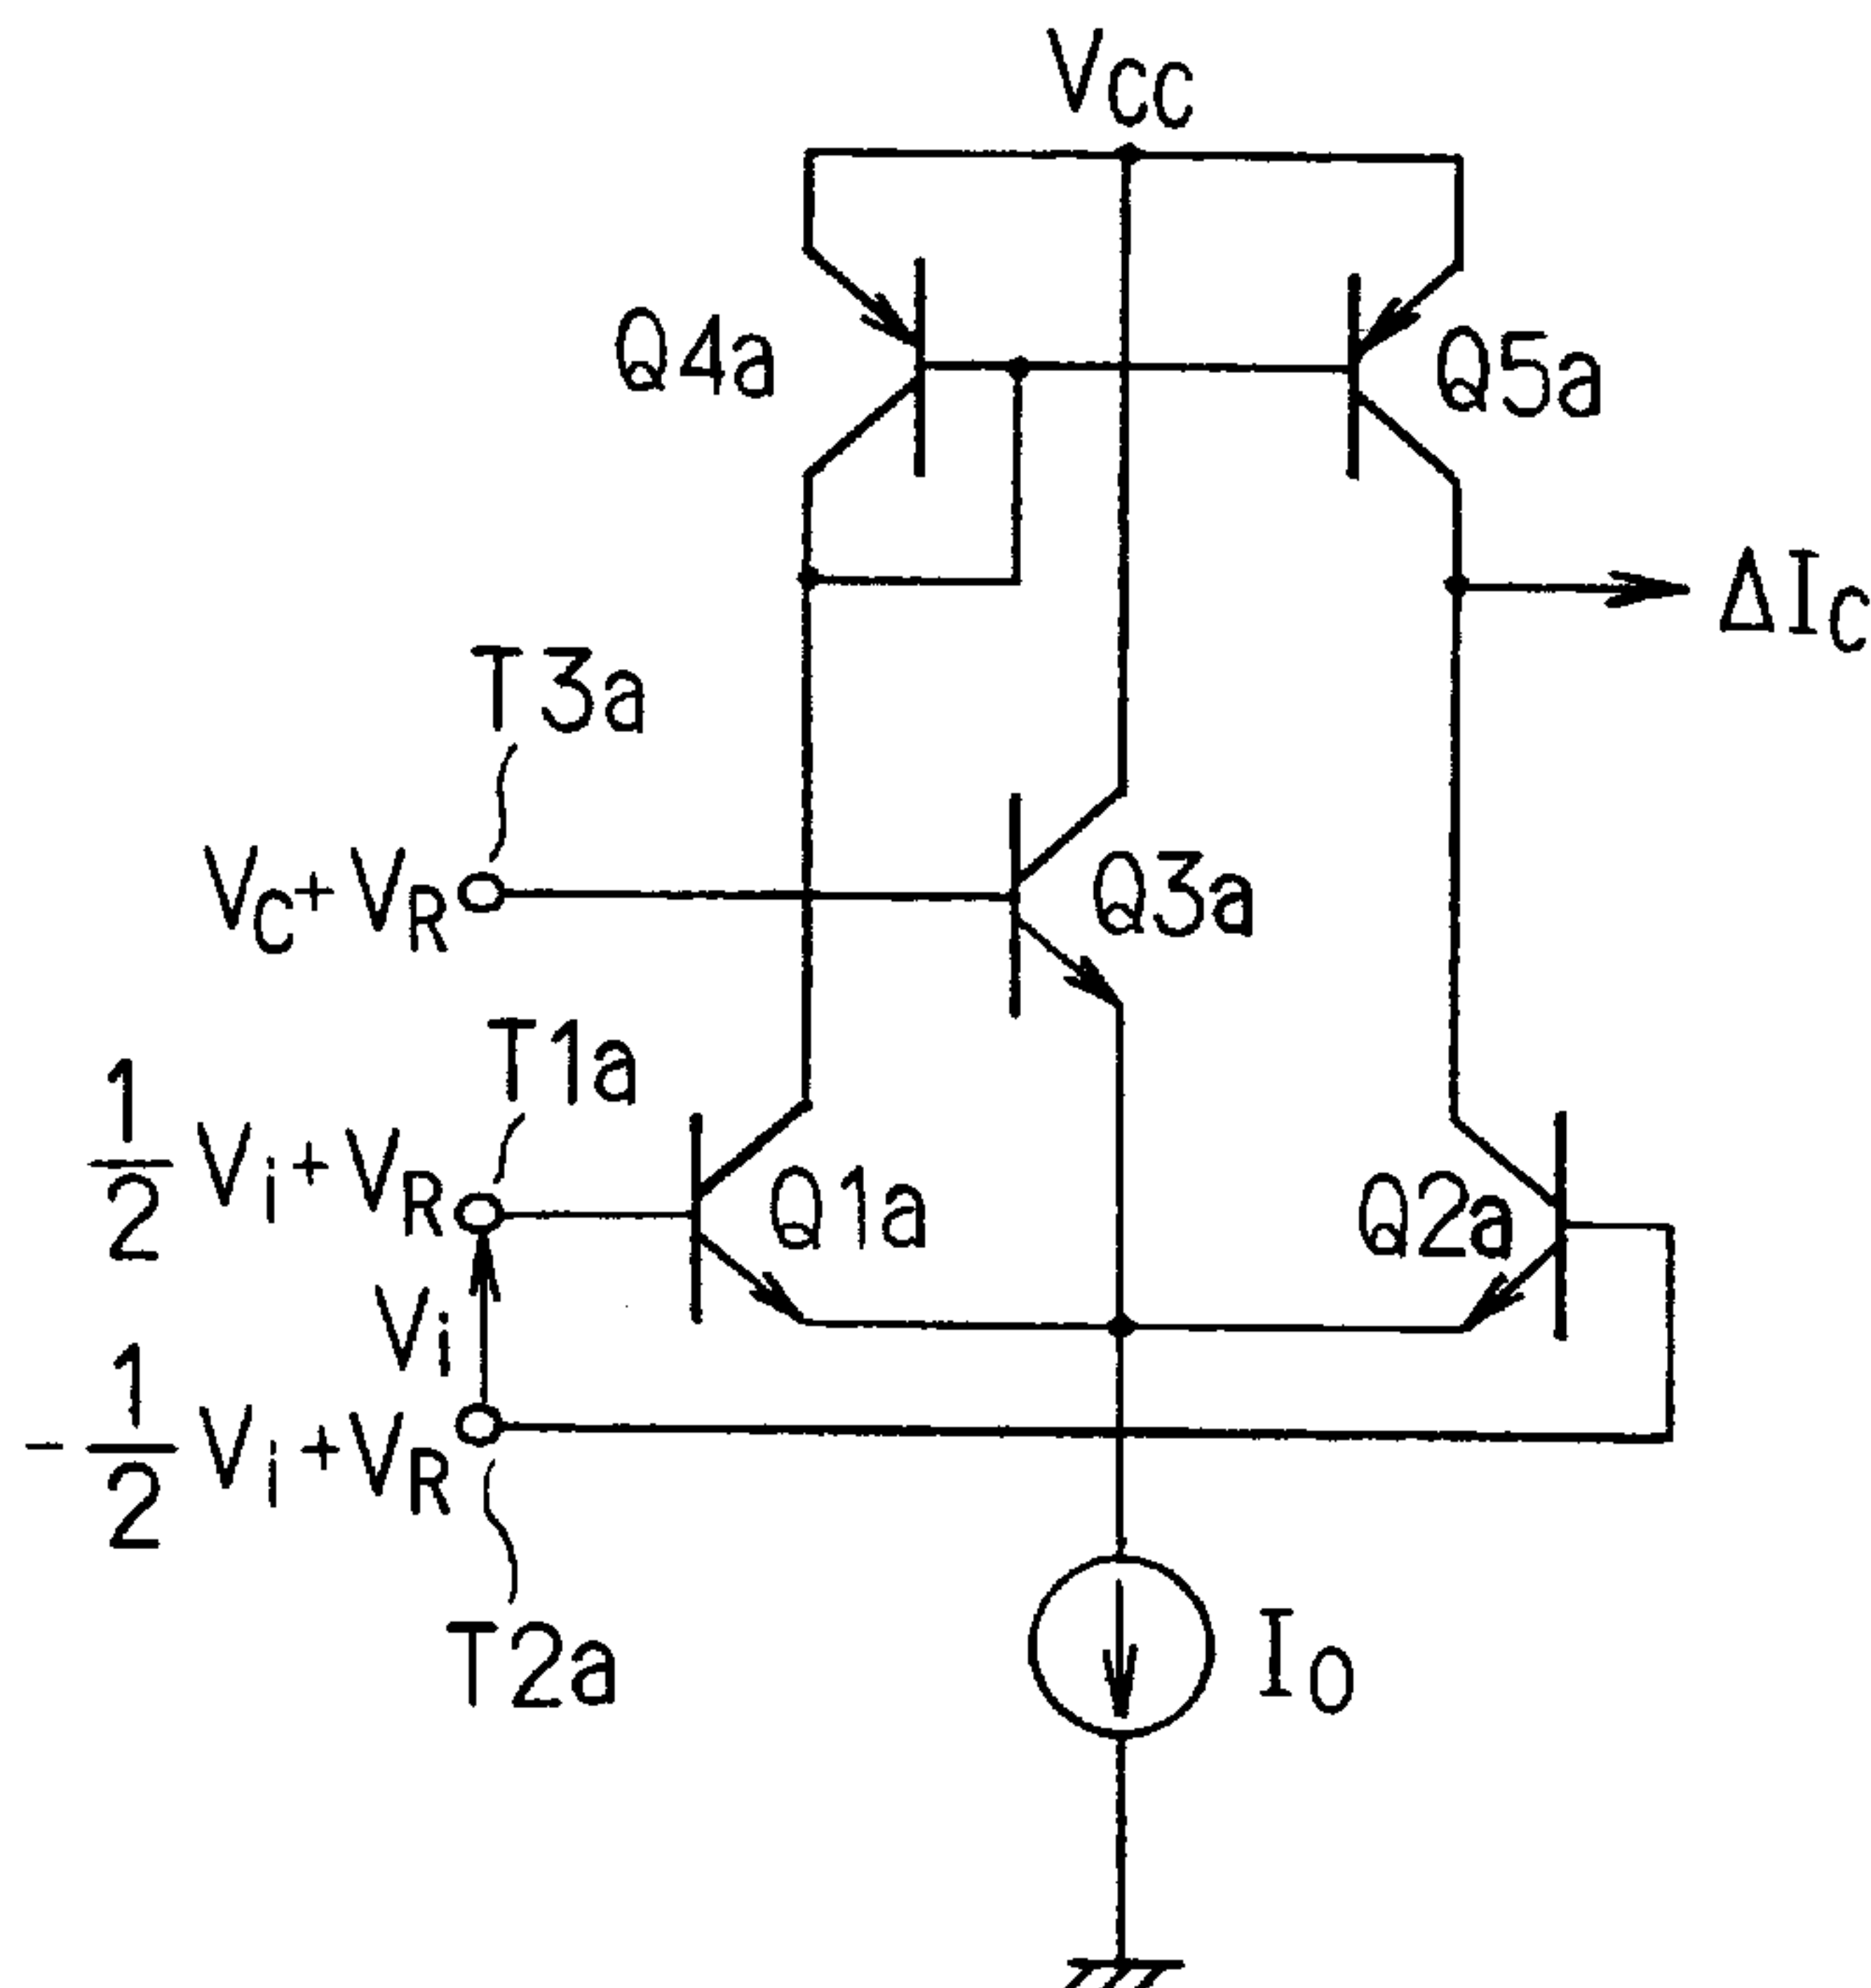 VCC
Q4a
Q5a
ΔIC
T3a
VC+VR
Q3a
T1a
1/2 Vi+VR
Q1a
Q2a
Vi
-1/2 Vi+VR
T2a
IO